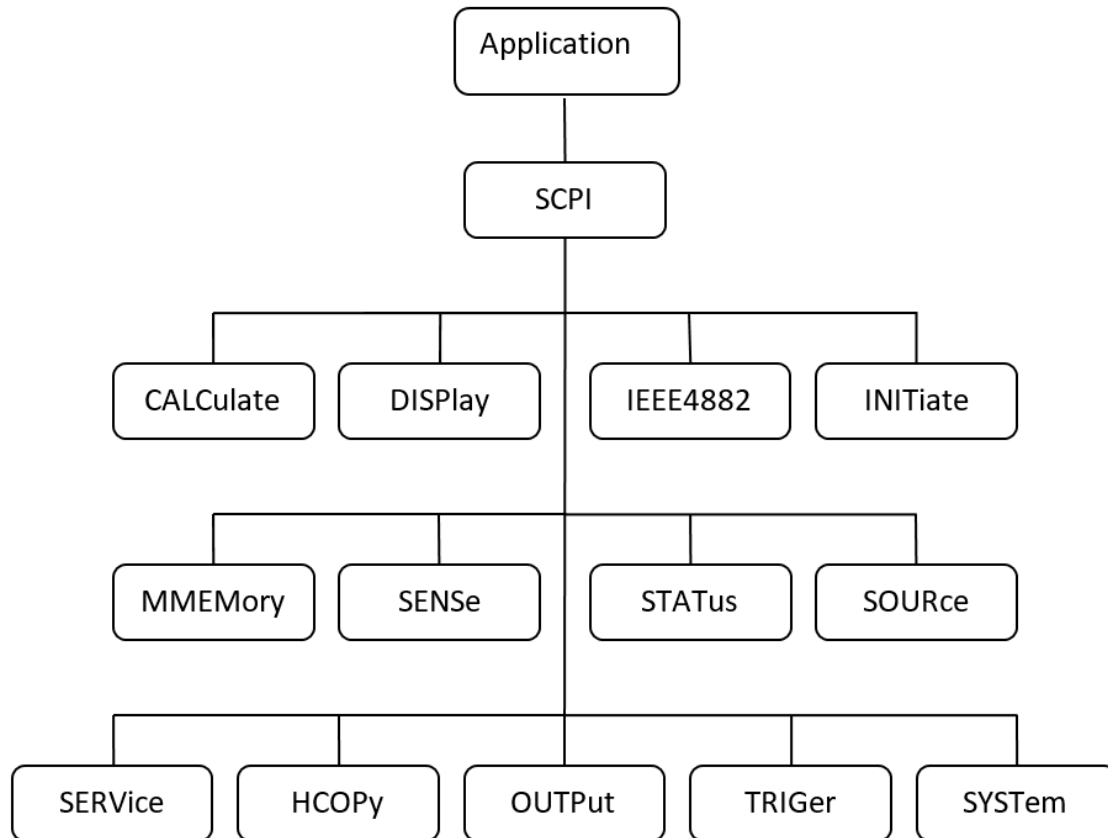 Application
SCPI
CALCulate
DISPlay
IEEE4882
INITiate
MMEMory
SENSe
STATus
SOURce
SERVice
HCOPy
OUTPut
TRIGer
SYSTem